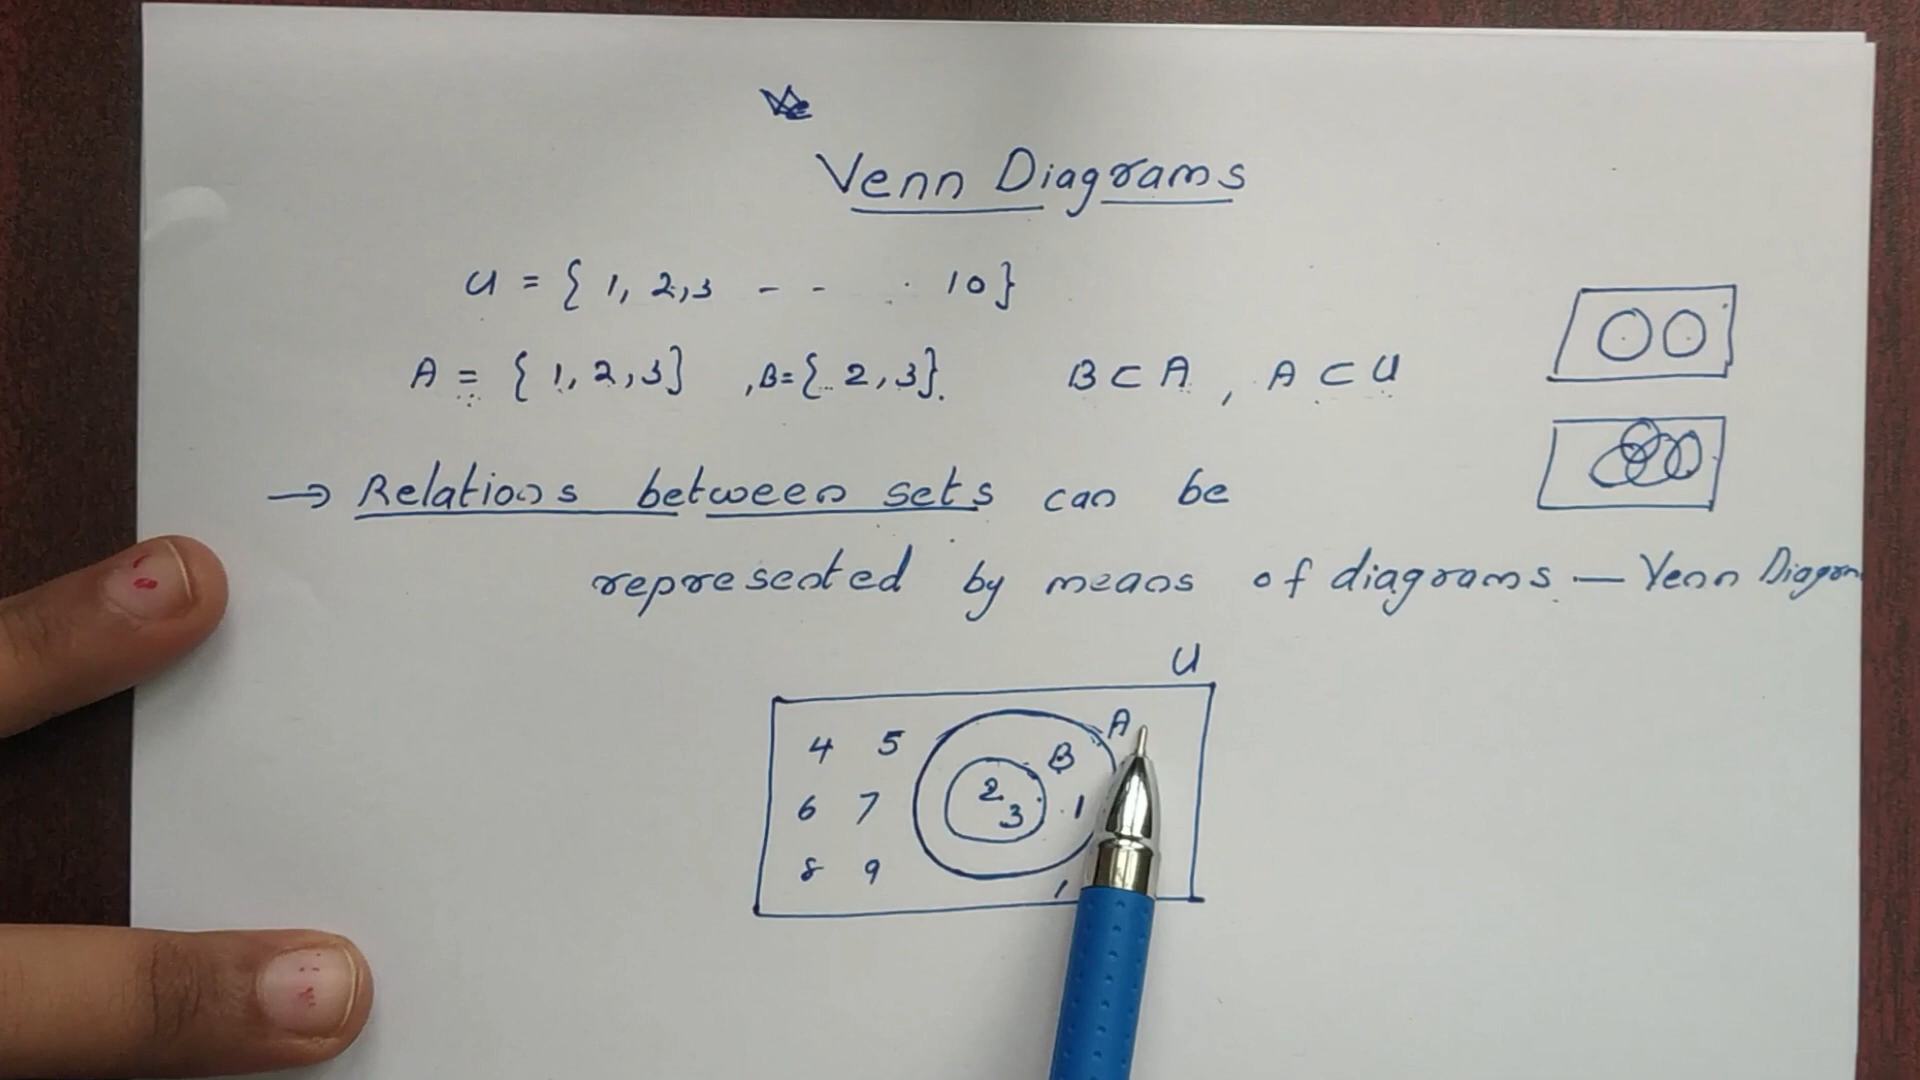 Venn Diagrams
U = { 1, 2, 3 - - . 10 }
A = { 1, 2, 3 } , B = { 2, 3 }. B ⊂ A , A ⊂ U
→ Relations between sets can be
represented by means of diagrams — Venn
U
A
4 5
B
2
3
1
6 7
8 9